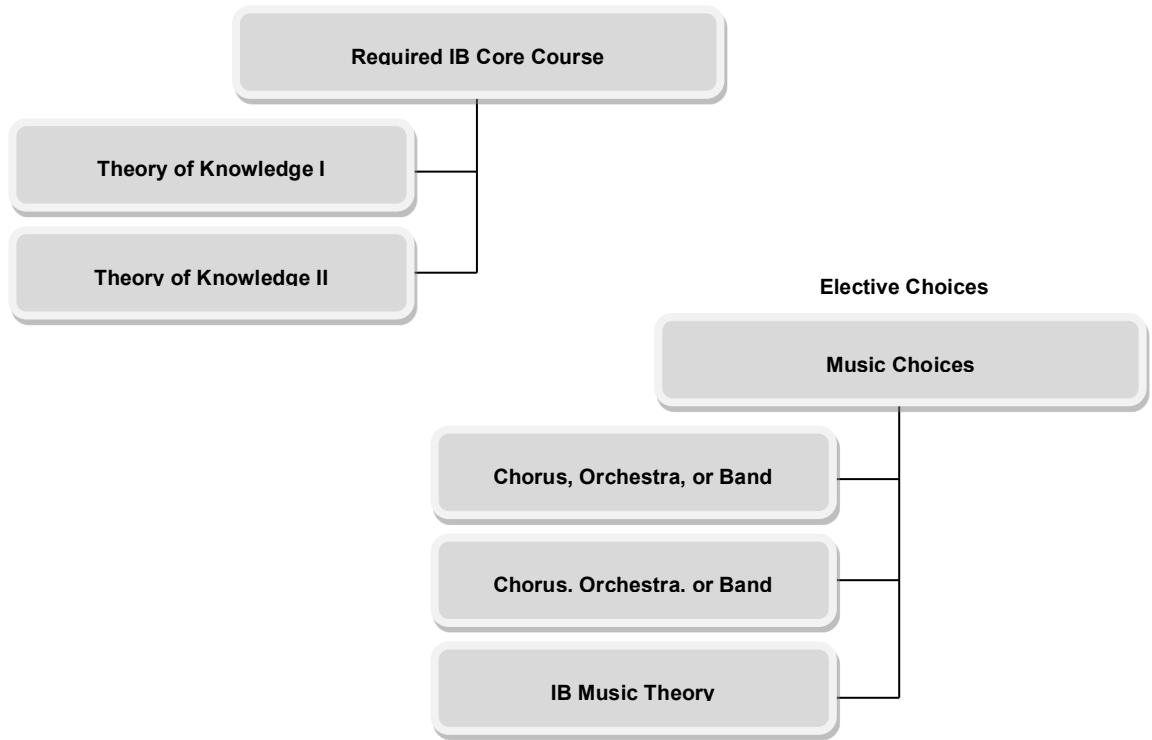 Required IB Core Course
Theory of Knowledge I
Theory of Knowledge II
Elective Choices
Music Choices
Chorus, Orchestra, or Band
Chorus, Orchestra, or Band
IB Music Theory